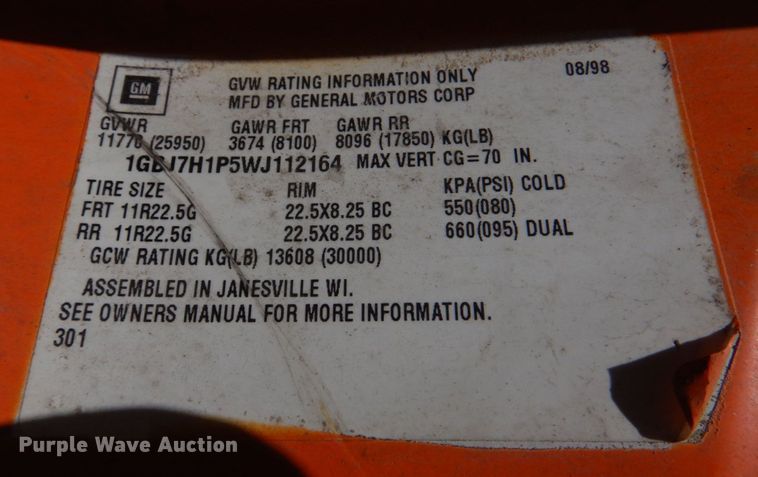 GM
GVW RATING INFORMATION ONLY 08/98
MFD BY GENERAL MOTORS CORP
GVWR GAWR FRT GAWR RR
11770 (25950) 3674 (8100) 8096 (17850) KG(LB)
1GBJ7H1P5WJ112164 MAX VERT CG=70 IN.
TIRE SIZE RIM KPA(PSI) COLD
FRT 11R22.5G 22.5X8.25 BC 550(080)
RR 11R22.5G 22.5X8.25 BC 660(095) DUAL
GCW RATING KG(LB) 13608 (30000)
ASSEMBLED IN JANESVILLE WI.
SEE OWNERS MANUAL FOR MORE INFORMATION.
301
Purple Wave Auction